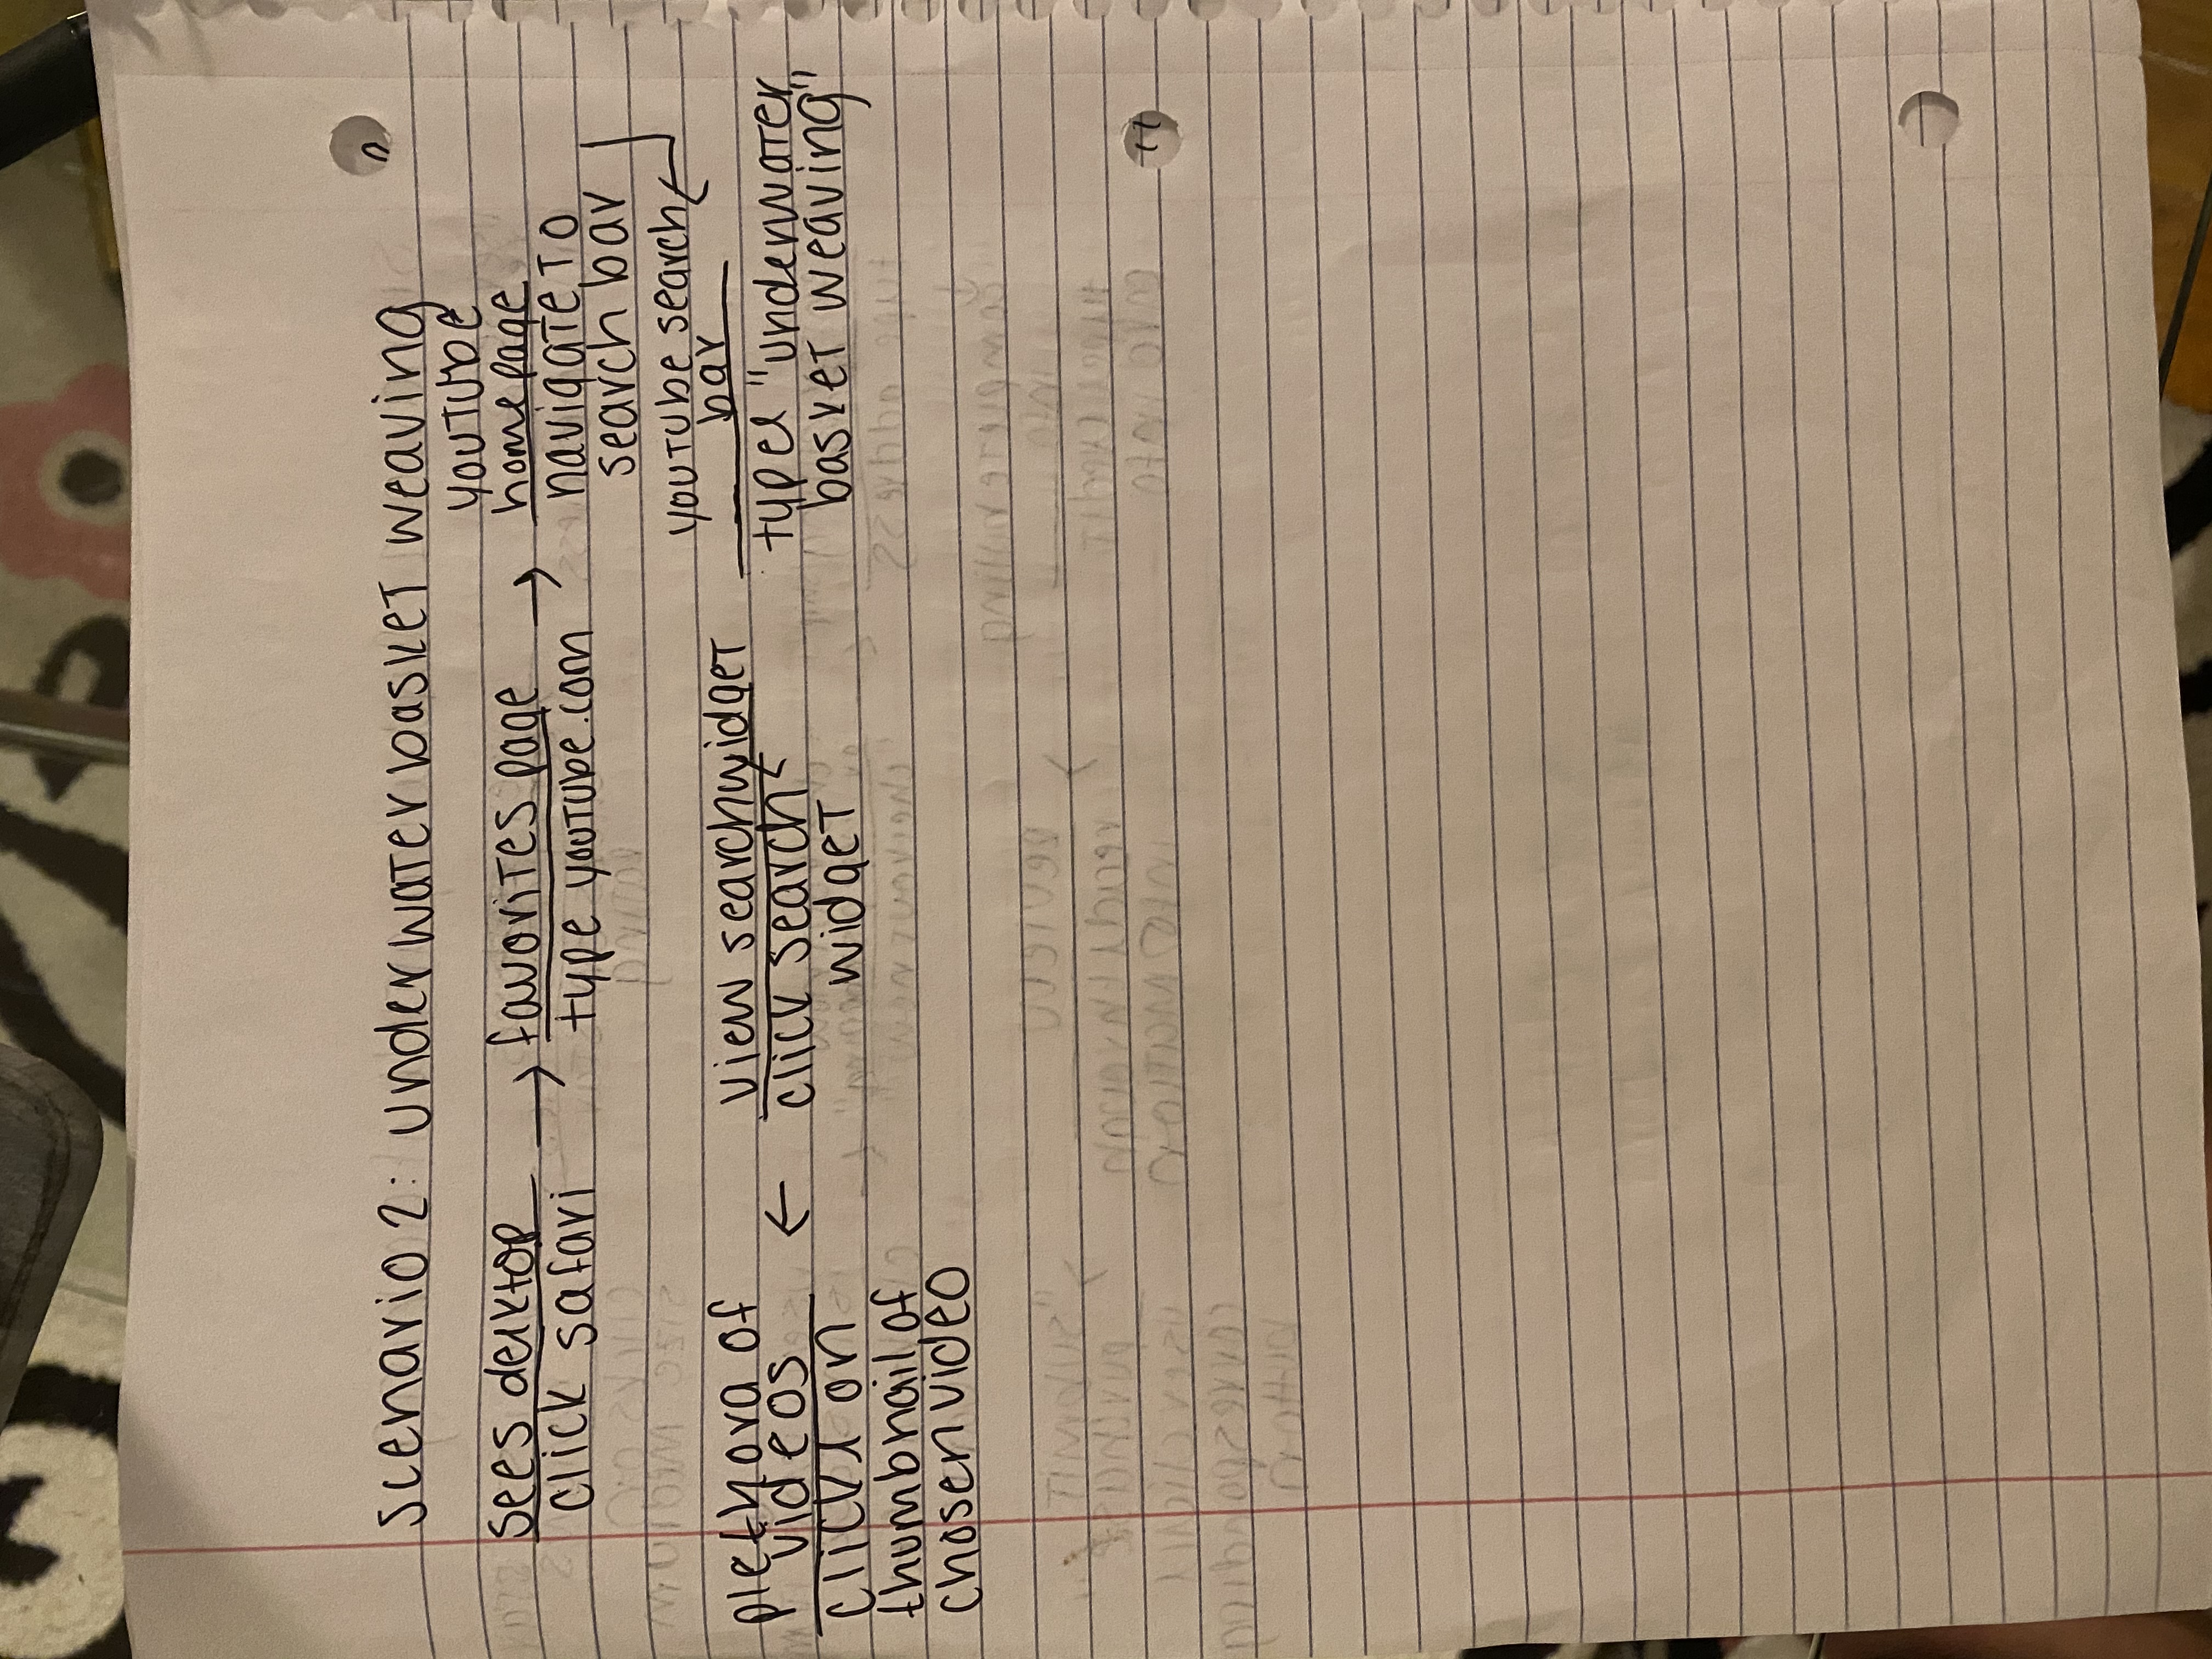 Scenario 2: Underwater basket weaving
sees desktop
click safari
→ favorites page
type youtube.com
→ youtube
homepage
navigate to
search bar
youtube search
bar
types "underwater
basket weaving"
view search widget
click search
widget
← plethora of
videos
clicks on
thumbnail of
chosen video